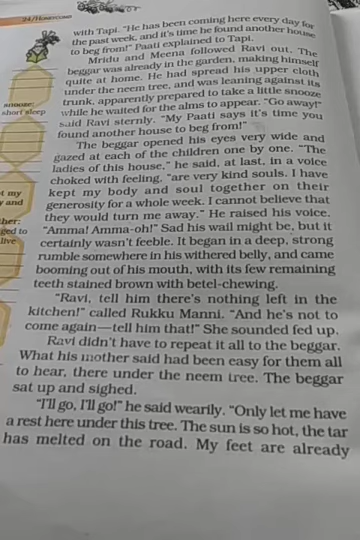 24/HONEYCOMB
with Tapi. "He has been coming here every day for
the past week, and it's time he found another house
to beg from!" Paati explained to Tapi.
Mridu and Meena followed Ravi out. The
beggar was already in the garden, making himself
quite at home. He had spread his upper cloth
under the neem tree, and was leaning against its
trunk, apparently prepared to take a little snooze
while he waited for the alms to appear. "Go away!"
said Ravi sternly. "My Paati says it's time you
found another house to beg from!"
The beggar opened his eyes very wide and
gazed at each of the children one by one. "The
ladies of this house," he said, at last, in a voice
choked with feeling, "are very kind souls. I have
kept my body and soul together on their
generosity for a whole week. I cannot believe that
they would turn me away." He raised his voice.
"Amma! Amma-oh!" Sad his wail might be, but it
certainly wasn't feeble. It began in a deep, strong
rumble somewhere in his withered belly, and came
booming out of his mouth, with its few remaining
teeth stained brown with betel-chewing.
"Ravi, tell him there's nothing left in the
kitchen!" called Rukku Manni. "And he's not to
come again—tell him that!" She sounded fed up.
Ravi didn't have to repeat it all to the beggar.
What his mother said had been easy for them all
to hear, there under the neem tree. The beggar
sat up and sighed.
"I'll go, I'll go!" he said wearily. "Only let me have
a rest here under this tree. The sun is so hot, the tar
has melted on the road. My feet are already
snooze:
short sleep
my
and
ged to
live